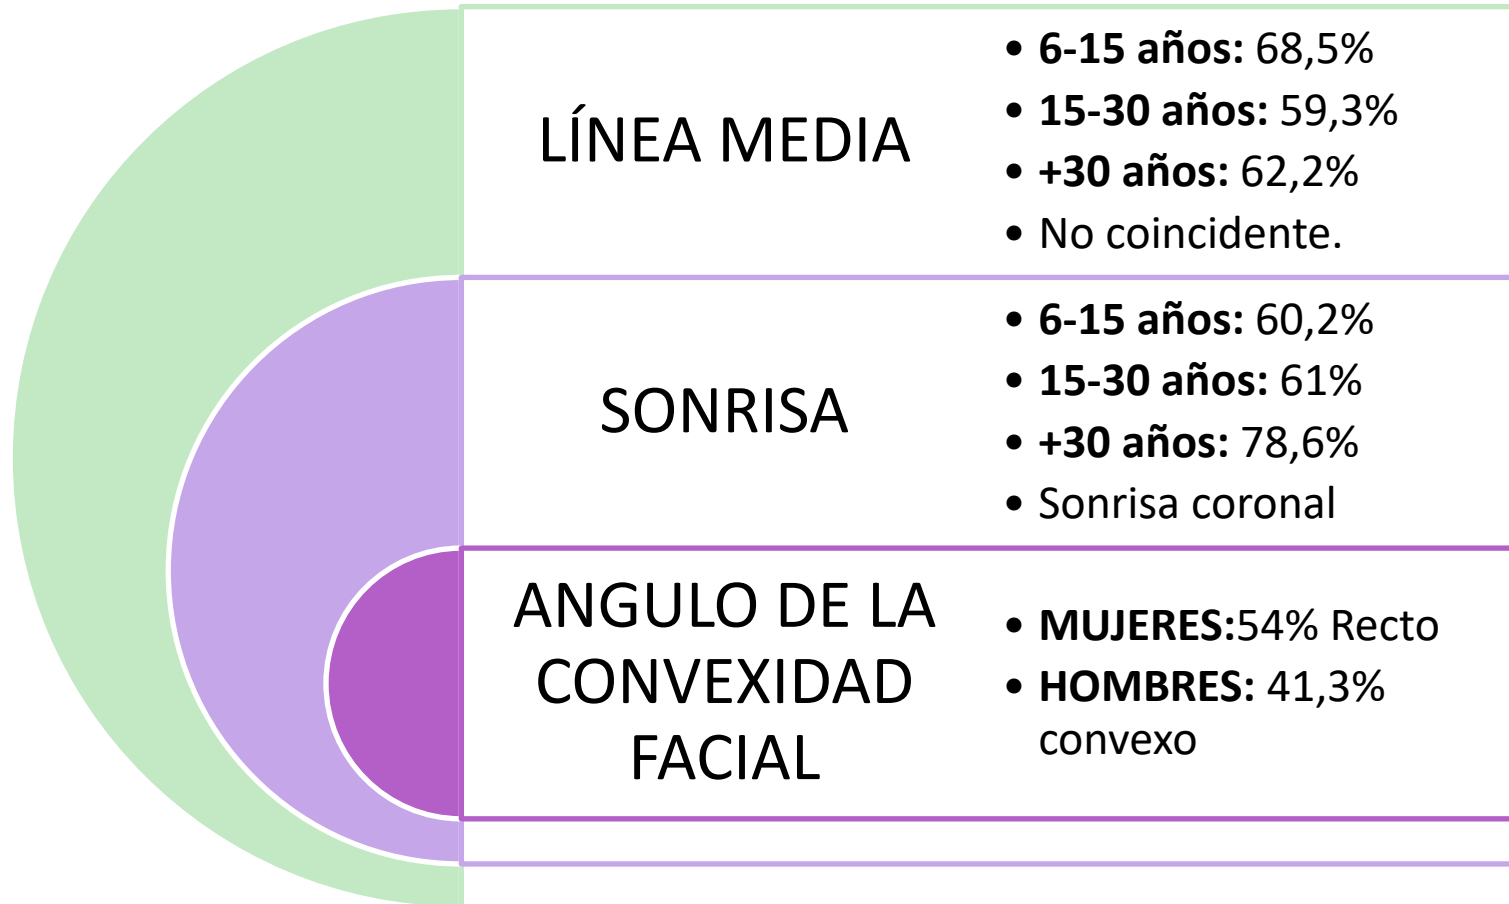 LÍNEA MEDIA
• 6-15 años: 68,5%
• 15-30 años: 59,3%
• +30 años: 62,2%
• No coincidente.
SONRISA
• 6-15 años: 60,2%
• 15-30 años: 61%
• +30 años: 78,6%
• Sonrisa coronal
ANGULO DE LA
CONVEXIDAD
FACIAL
• MUJERES:54% Recto
• HOMBRES: 41,3%
convexo